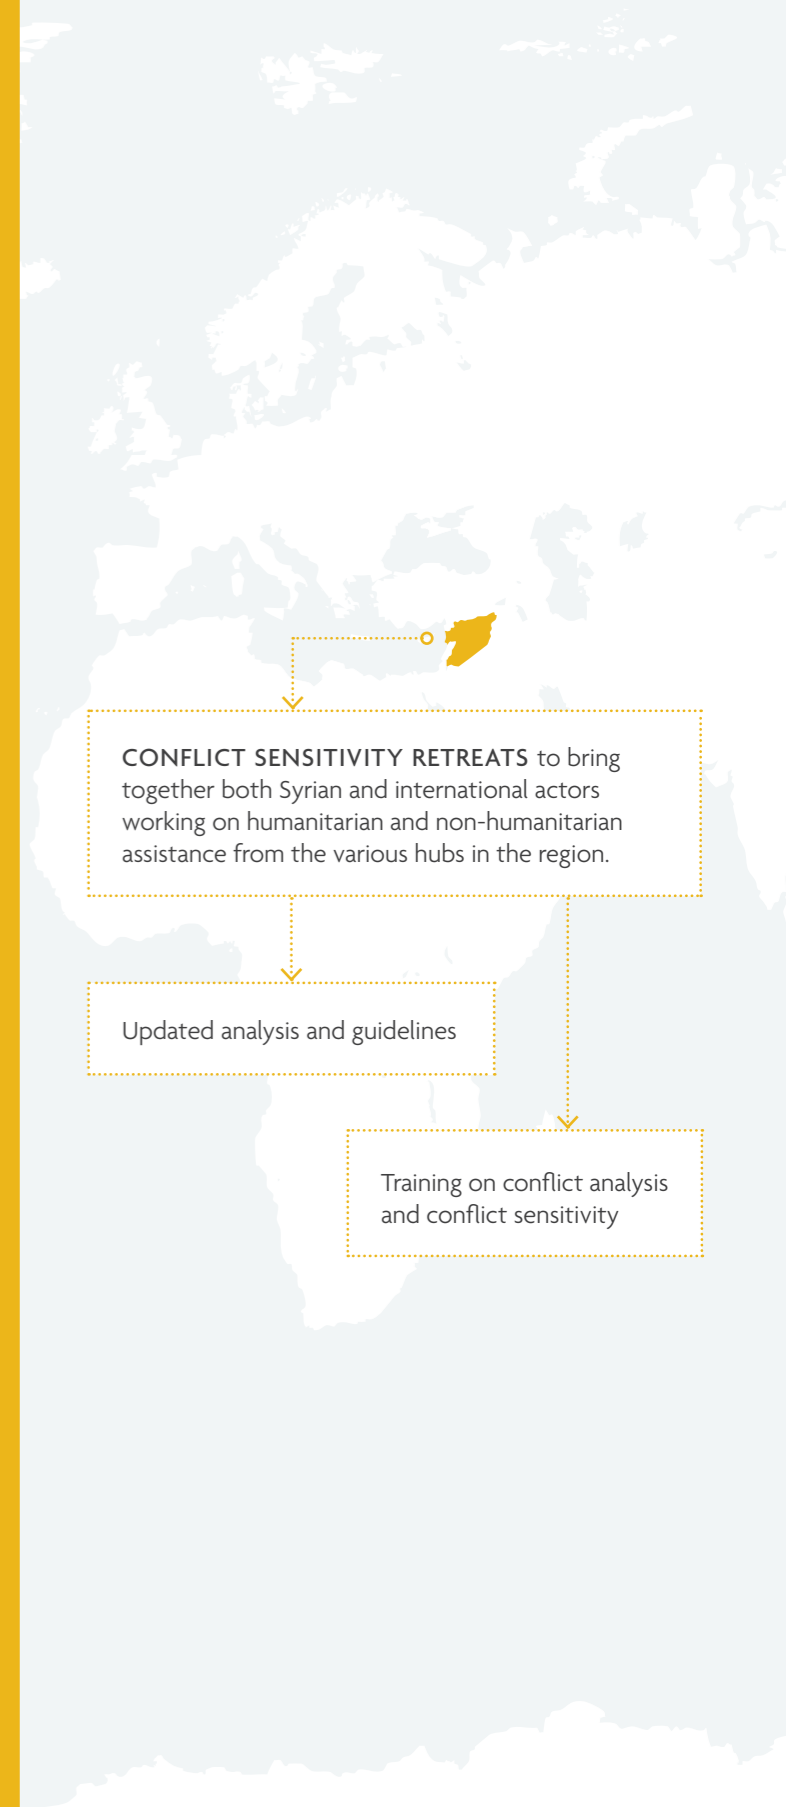 CONFLICT SENSITIVITY RETREATS to bring
together both Syrian and international actors
working on humanitarian and non-humanitarian
assistance from the various hubs in the region.
Updated analysis and guidelines
Training on conflict analysis
and conflict sensitivity